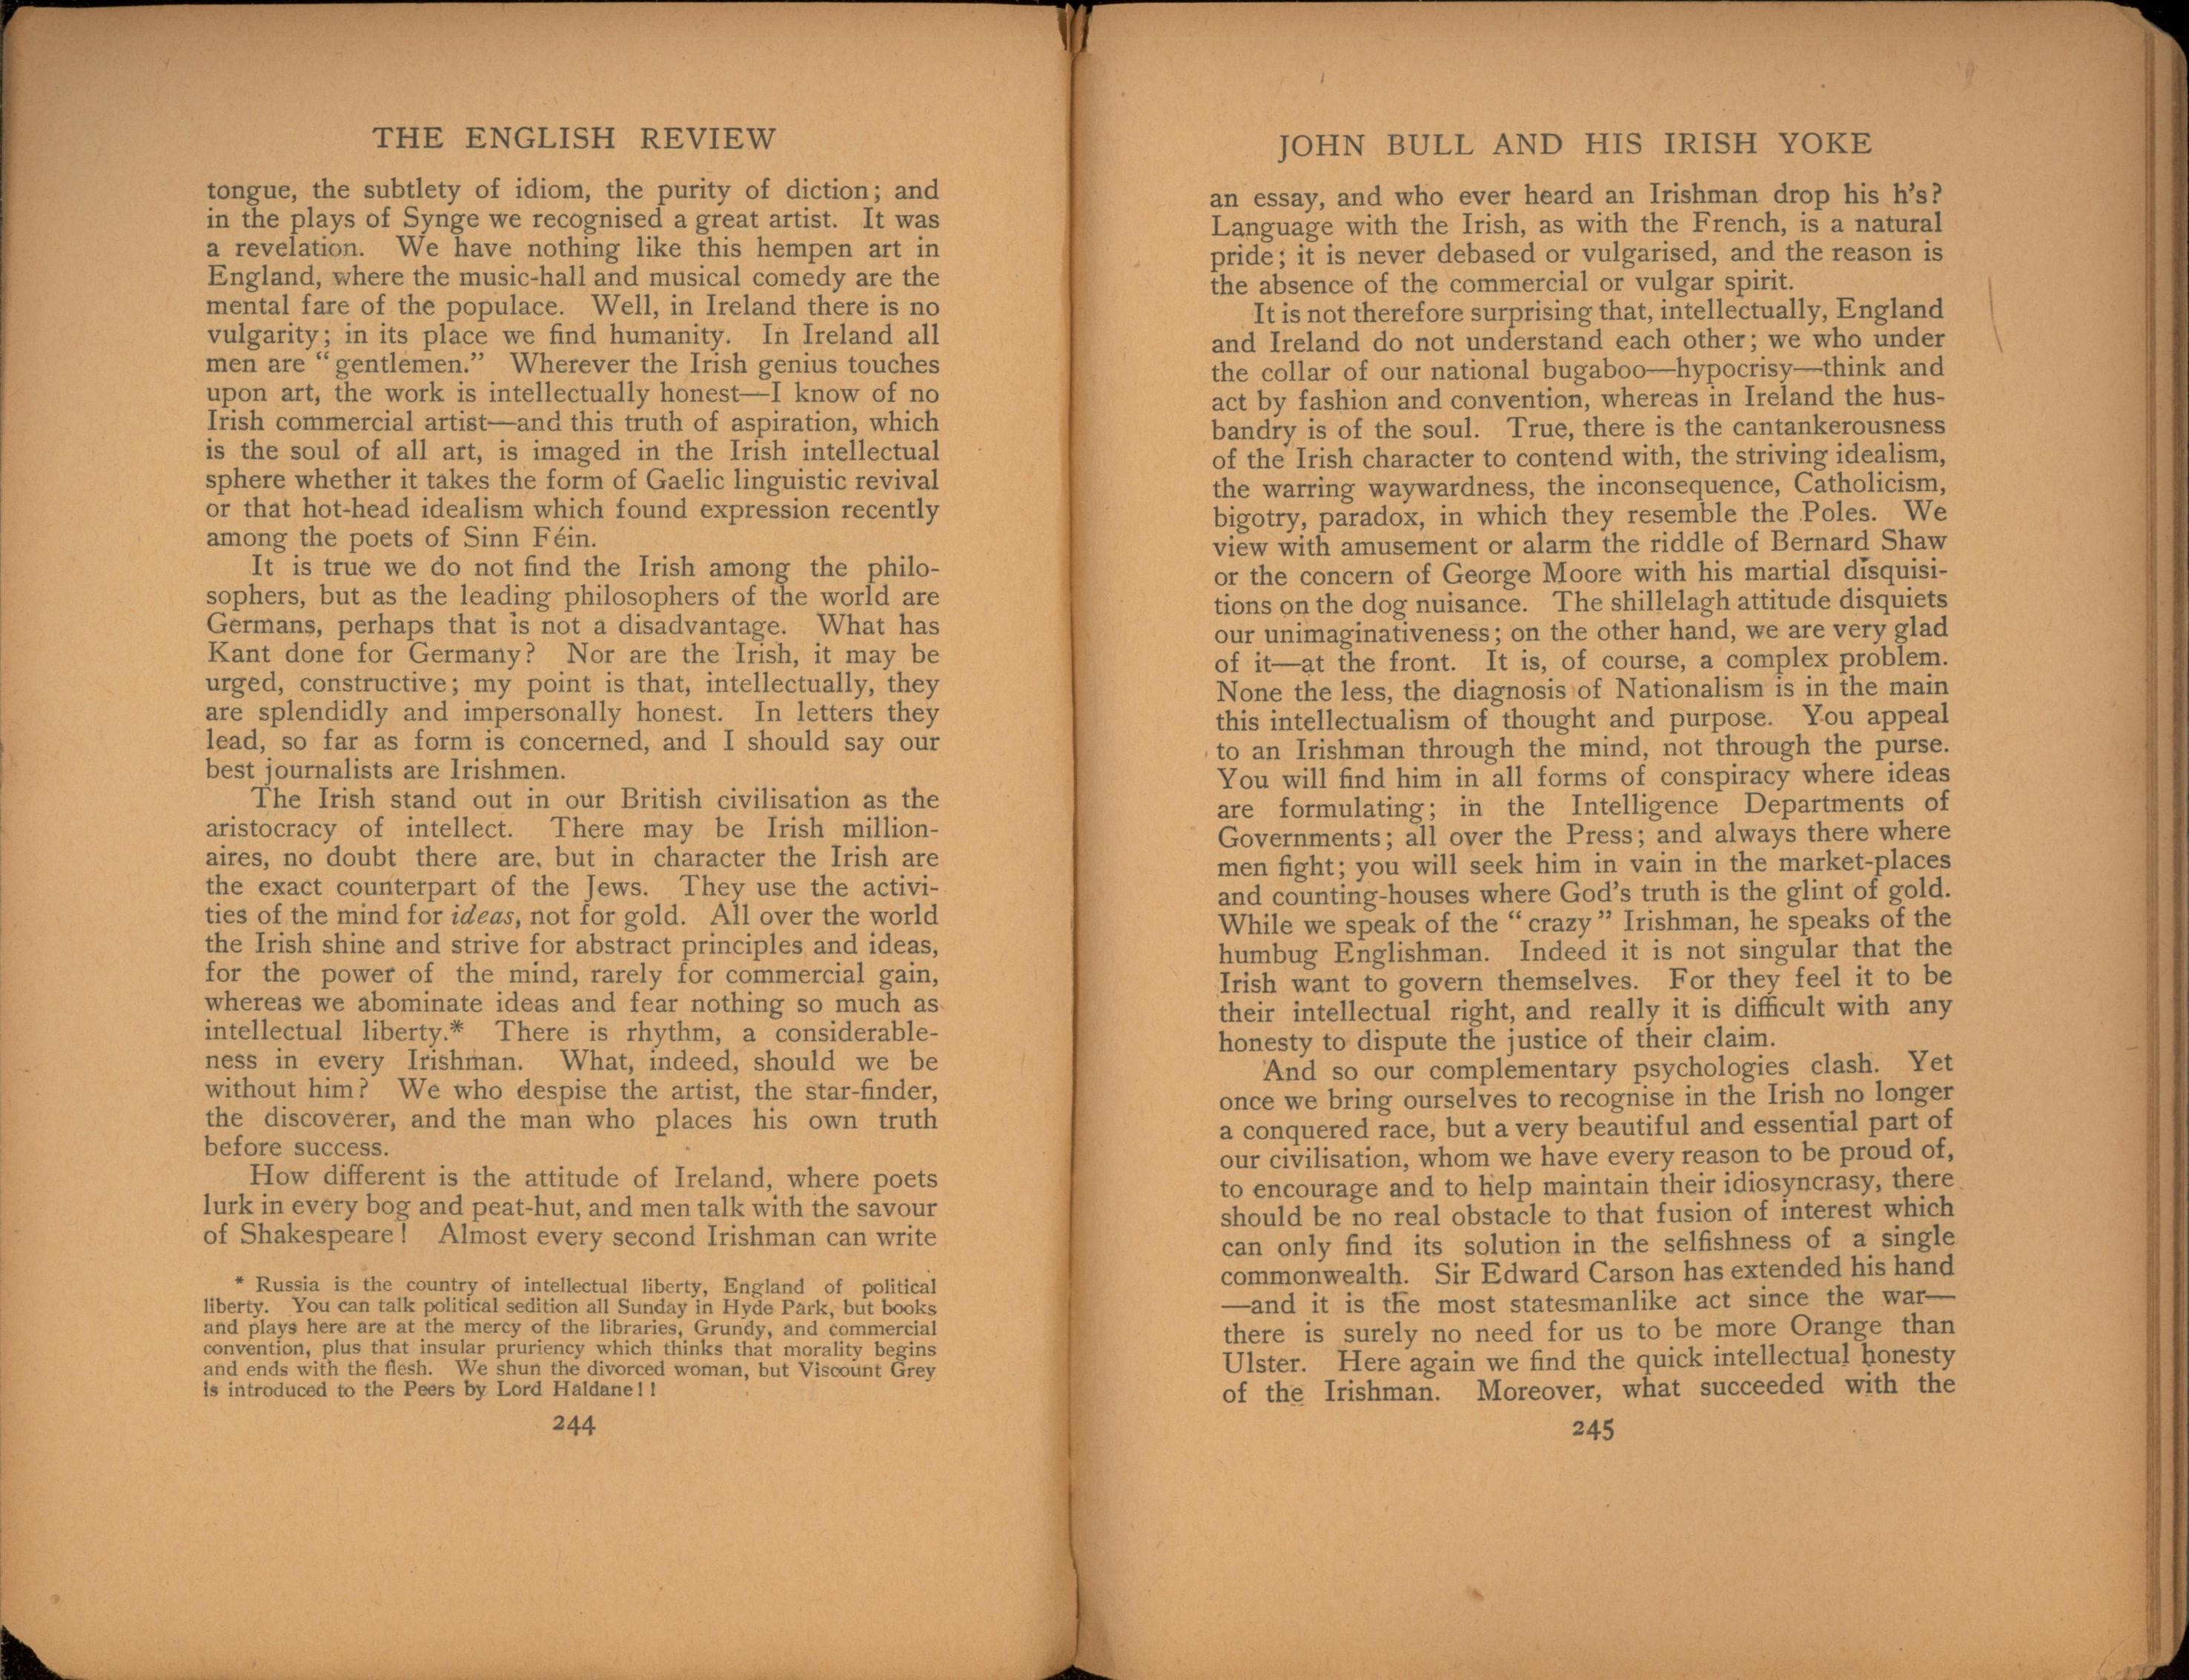 THE ENGLISH REVIEW
tongue, the subtlety of idiom, the purity of diction; and
in the plays of Synge we recognised a great artist. It was
a revelation. We have nothing like this hempen art in
England, where the music-hall and musical comedy are the
mental fare of the populace. Well, in Ireland there is no
vulgarity; in its place we find humanity. In Ireland all
men are “gentlemen.” Wherever the Irish genius touches
upon art, the work is intellectually honest—I know of no
Irish commercial artist—and this truth of aspiration, which
is the soul of all art, is imaged in the Irish intellectual
sphere whether it takes the form of Gaelic linguistic revival
or that hot-head idealism which found expression recently
among the poets of Sinn Féin.
It is true we do not find the Irish among the philo-
sophers, but as the leading philosophers of the world are
Germans, perhaps that is not a disadvantage. What has
Kant done for Germany? Nor are the Irish, it may be
urged, constructive; my point is that, intellectually, they
are splendidly and impersonally honest. In letters they
lead, so far as form is concerned, and I should say our
best journalists are Irishmen.
The Irish stand out in our British civilisation as the
aristocracy of intellect. There may be Irish million-
aires, no doubt there are, but in character the Irish are
the exact counterpart of the Jews. They use the activi-
ties of the mind for ideas, not for gold. All over the world
the Irish shine and strive for abstract principles and ideas,
for the power of the mind, rarely for commercial gain,
whereas we abominate ideas and fear nothing so much as
intellectual liberty.* There is rhythm, a considerable-
ness in every Irishman. What, indeed, should we be
without him? We who despise the artist, the star-finder,
the discoverer, and the man who places his own truth
before success.
How different is the attitude of Ireland, where poets
lurk in every bog and peat-hut, and men talk with the savour
of Shakespeare! Almost every second Irishman can write
* Russia is the country of intellectual liberty, England of political
liberty. You can talk political sedition all Sunday in Hyde Park, but books
and plays here are at the mercy of the libraries, Grundy, and commercial
convention, plus that insular pruriency which thinks that morality begins
and ends with the flesh. We shun the divorced woman, but Viscount Grey
is introduced to the Peers by Lord Haldane!!
244
JOHN BULL AND HIS IRISH YOKE
an essay, and who ever heard an Irishman drop his h's?
Language with the Irish, as with the French, is a natural
pride; it is never debased or vulgarised, and the reason is
the absence of the commercial or vulgar spirit.
It is not therefore surprising that, intellectually, England
and Ireland do not understand each other; we who under
the collar of our national bugaboo—hypocrisy—think and
act by fashion and convention, whereas in Ireland the hus-
bandry is of the soul. True, there is the cantankerousness
of the Irish character to contend with, the striving idealism,
the warring waywardness, the inconsequence, Catholicism,
bigotry, paradox, in which they resemble the Poles. We
view with amusement or alarm the riddle of Bernard Shaw
or the concern of George Moore with his martial disquisi-
tions on the dog nuisance. The shillelagh attitude disquiets
our unimaginativeness; on the other hand, we are very glad
of it—at the front. It is, of course, a complex problem.
None the less, the diagnosis of Nationalism is in the main
this intellectualism of thought and purpose. You appeal
to an Irishman through the mind, not through the purse.
You will find him in all forms of conspiracy where ideas
are formulating; in the Intelligence Departments of
Governments; all over the Press; and always there where
men fight; you will seek him in vain in the market-places
and counting-houses where God's truth is the glint of gold.
While we speak of the “crazy” Irishman, he speaks of the
humbug Englishman. Indeed it is not singular that the
Irish want to govern themselves. For they feel it to be
their intellectual right, and really it is difficult with any
honesty to dispute the justice of their claim.
And so our complementary psychologies clash. Yet
once we bring ourselves to recognise in the Irish no longer
a conquered race, but a very beautiful and essential part of
our civilisation, whom we have every reason to be proud of,
to encourage and to help maintain their idiosyncrasy, there
should be no real obstacle to that fusion of interest which
can only find its solution in the selfishness of a single
commonwealth. Sir Edward Carson has extended his hand
—and it is the most statesmanlike act since the war—
there is surely no need for us to be more Orange than
Ulster. Here again we find the quick intellectual honesty
of the Irishman. Moreover, what succeeded with the
245